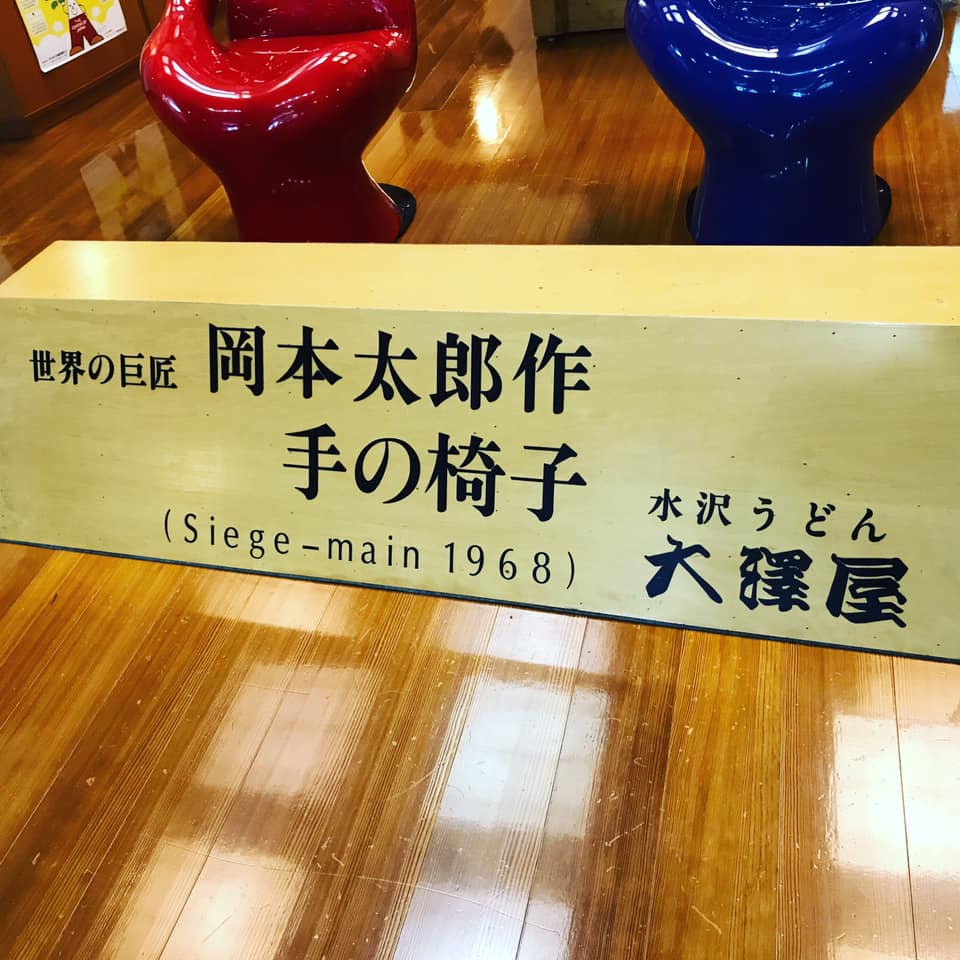 世界の巨匠 岡本太郎作
手の椅子
(Siege-main 1968)
水沢うどん
大澤屋